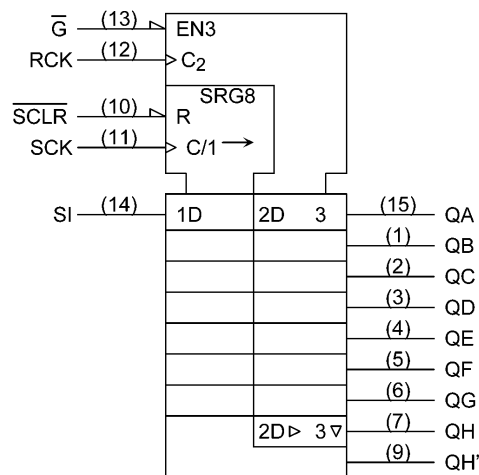 G̅ (13) EN3
RCK (12) C₂
SRG8
S̅C̅L̅R̅ (10) R
SCK (11) C/1
SI (14) 1D 2D 3 (15) QA
(1) QB
(2) QC
(3) QD
(4) QE
(5) QF
(6) QG
2D 3 (7) QH
(9) QH'